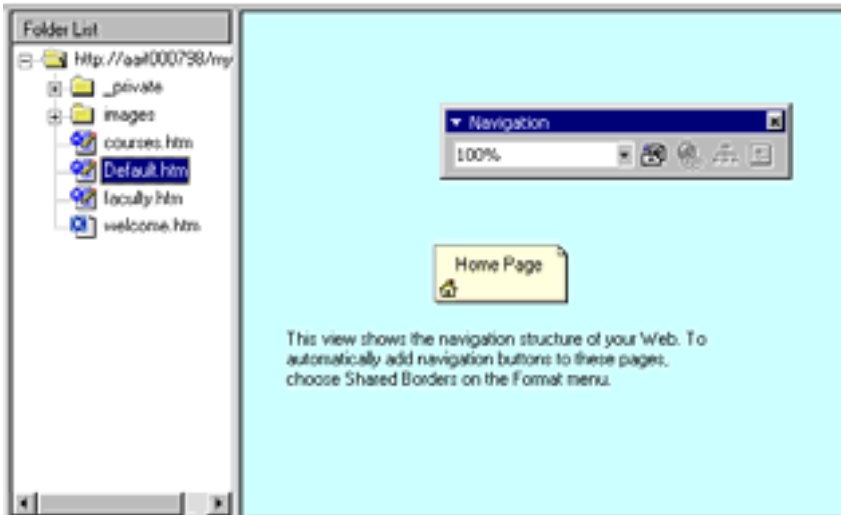 Folder List
http://aait000798/my
_private
images
courses.htm
Default.htm
faculty.htm
welcome.htm
Navigation
100%
Home Page
This view shows the navigation structure of your Web. To
automatically add navigation buttons to these pages,
choose Shared Borders on the Format menu.